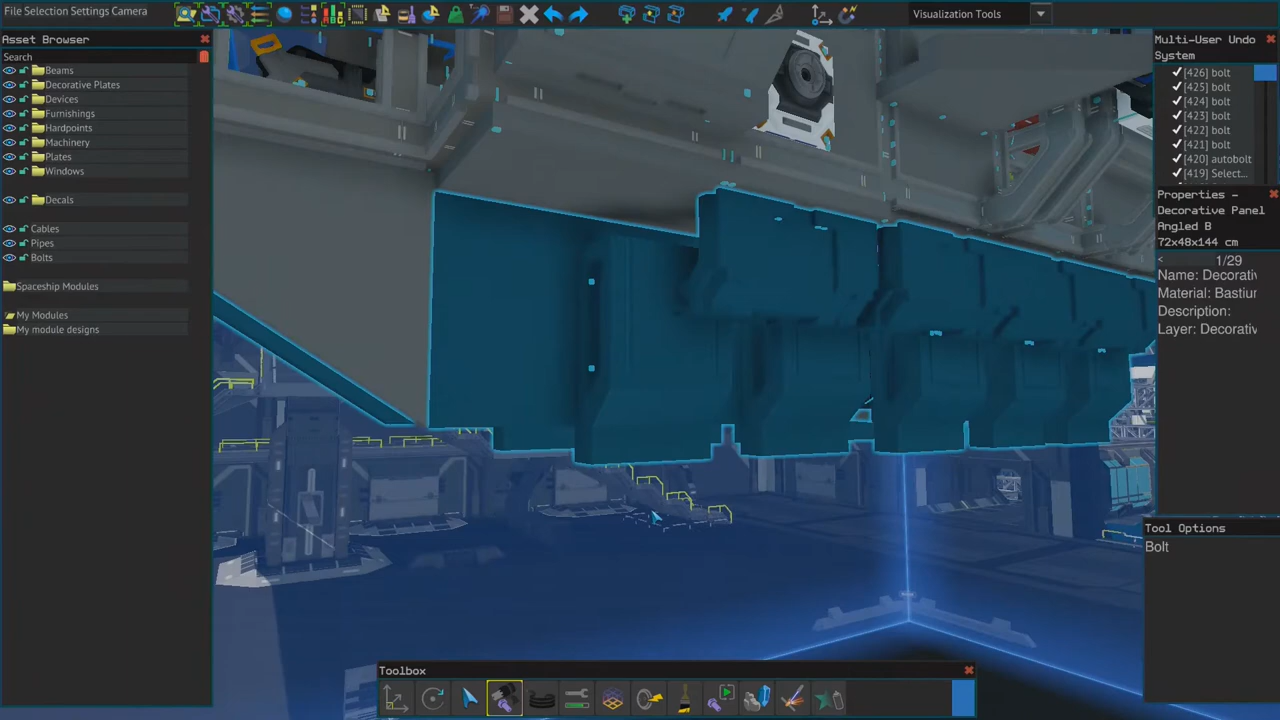 File Selection Settings Camera
Visualization Tools
Asset Browser
Search
Beams
Decorative Plates
Devices
Furnishings
Hardpoints
Machinery
Plates
Windows
Decals
Cables
Pipes
Bolts
Spaceship Modules
My Modules
My module designs
Multi-User Undo
System
[426] bolt
[425] bolt
[424] bolt
[423] bolt
[422] bolt
[421] bolt
[420] autobolt
[419] Select...
Properties -
Decorative Panel
Angled B
72x48x144 cm
< 1/29
Name: Decorativ
Material: Bastium
Description:
Layer: Decorativ
Tool Options
Bolt
Toolbox